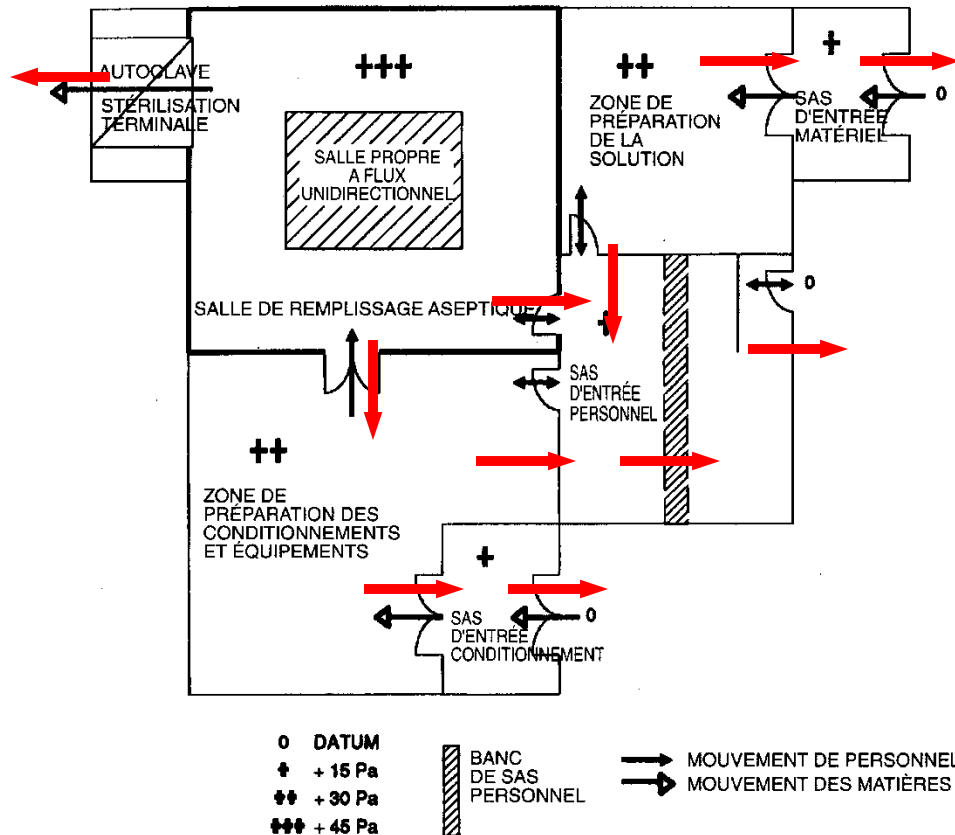 AUTOCLAVE
STÉRILISATION
TERMINALE
+++
SALLE PROPRE
A FLUX
UNIDIRECTIONNEL
SALLE DE REMPLISSAGE ASEPTIQUE
++
ZONE DE
PRÉPARATION
DE LA
SOLUTION
+
SAS
D'ENTRÉE
MATÉRIEL
0
0
+
SAS
D'ENTRÉE
PERSONNEL
++
ZONE DE
PRÉPARATION DES
CONDITIONNEMENTS
ET ÉQUIPEMENTS
+
SAS
D'ENTRÉE
CONDITIONNEMENT
0
0 DATUM
+ + 15 Pa
++ + 30 Pa
+++ + 45 Pa
BANC
DE SAS
PERSONNEL
MOUVEMENT DE PERSONNEL
MOUVEMENT DES MATIÈRES